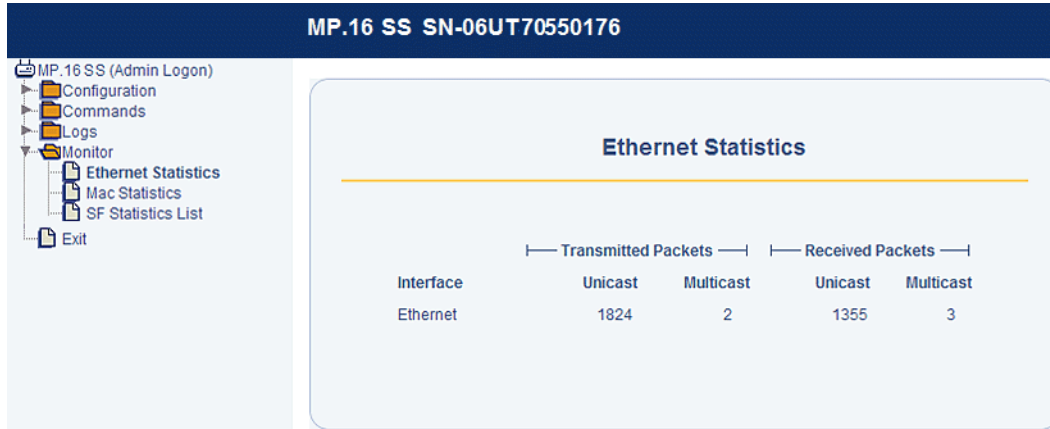 MP.16 SS SN-06UT70550176
MP.16 SS (Admin Logon)
Configuration
Commands
Logs
Monitor
Ethernet Statistics
Mac Statistics
SF Statistics List
Exit
Ethernet Statistics
Transmitted Packets Received Packets
Interface Unicast Multicast Unicast Multicast
Ethernet 1824 2 1355 3